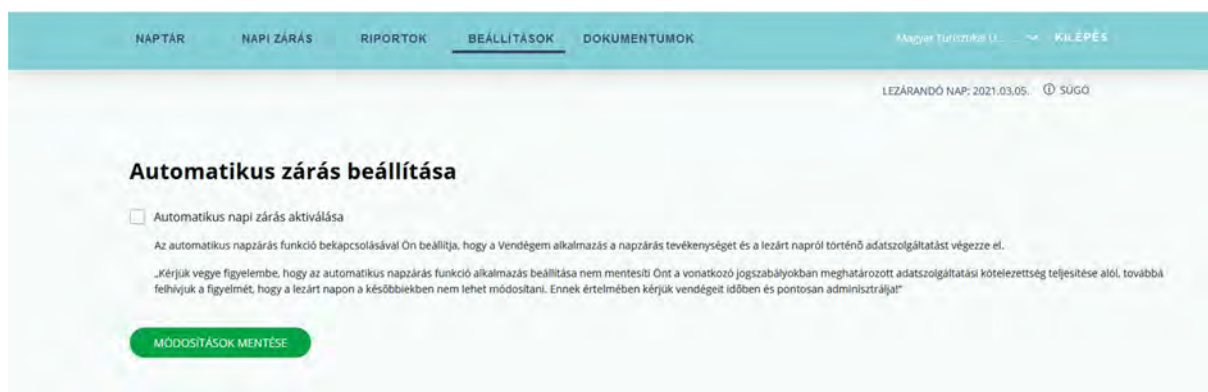 NAPTÁR NAPI ZÁRÁS RIPORTOK BEÁLLÍTÁSOK DOKUMENTUMOK Magyar Turisztikai Ü... KILÉPÉS
LEZÁRANDÓ NAP: 2021.03.05. SÚGÓ
Automatikus zárás beállítása
Automatikus napi zárás aktiválása
Az automatikus napzárás funkció bekapcsolásával Ön beállítja, hogy a Vendégem alkalmazás a napzárás tevékenységet és a lezárt napról történő adatszolgáltatást végezze el.
„Kérjük vegye figyelembe, hogy az automatikus napzárás funkció alkalmazás beállítása nem mentesíti Önt a vonatkozó jogszabályokban meghatározott adatszolgáltatási kötelezettség teljesítése alól, továbbá
felhívjuk a figyelmét, hogy a lezárt napon a későbbiekben nem lehet módosítani. Ennek értelmében kérjük vendégeit időben és pontosan adminisztrálja!"
MÓDOSÍTÁSOK MENTÉSE